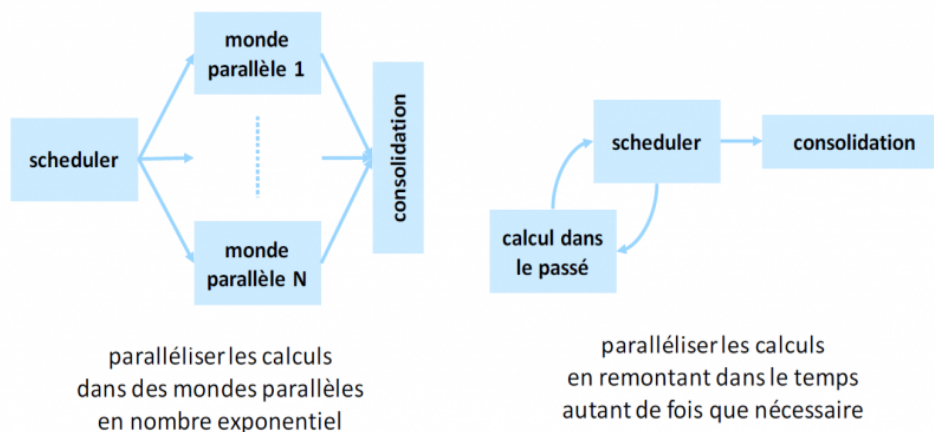 scheduler
monde
parallèle 1
monde
parallèle N
consolidation
paralléliser les calculs
dans des mondes parallèles
en nombre exponentiel
scheduler
consolidation
calcul dans
le passé
paralléliser les calculs
en remontant dans le temps
autant de fois que nécessaire